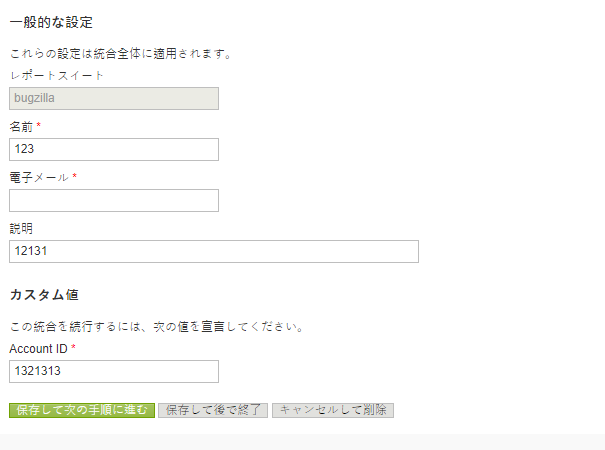 一般的な設定
これらの設定は統合全体に適用されます。
レポートスイート
bugzilla
名前 *
123
電子メール *
説明
12131
カスタム値
この統合を続行するには、次の値を宣言してください。
Account ID *
1321313
保存して次の手順に進む 保存して後で終了 キャンセルして削除